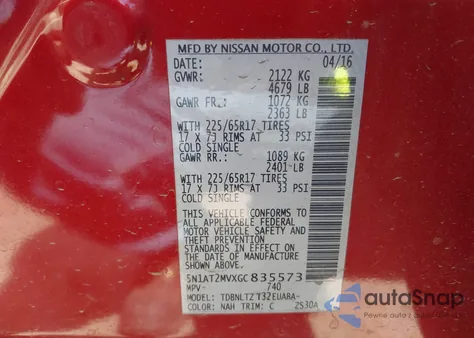 MFD BY NISSAN MOTOR CO., LTD.
DATE: 04/16
GVWR: 2122 KG
4679 LB
GAWR FR.: 1072 KG
2363 LB
WITH 225/65R17 TIRES
17 X 7J RIMS AT 33 PSI
COLD SINGLE
GAWR RR.: 1089 KG
2401 LB
WITH 225/65R17 TIRES
17 X 7J RIMS AT 33 PSI
COLD SINGLE
THIS VEHICLE CONFORMS TO
ALL APPLICABLE FEDERAL
MOTOR VEHICLE SAFETY AND
THEFT PREVENTION
STANDARDS IN EFFECT ON
THE DATE OF MANUFACTURE
SHOWN ABOVE.
5N1AT2MVXGC835573
MPV- 740
MODEL: TDBNLTZ T32EUABA-
COLOR: NAH TRIM: C 2530A
autoSnap
Pewne auto z USA